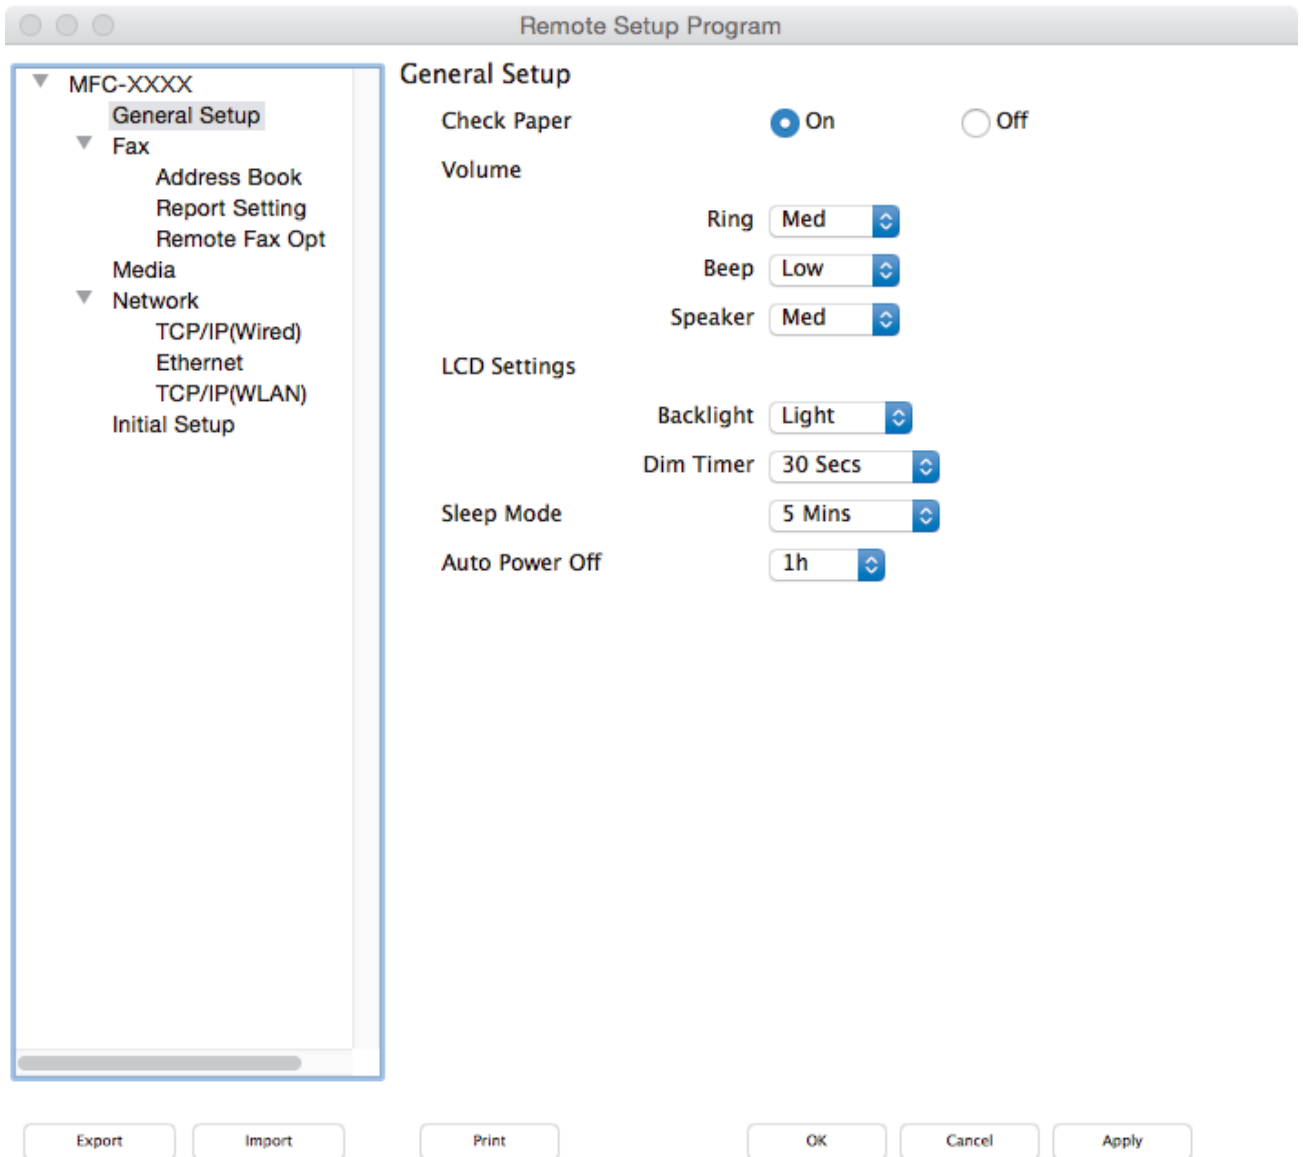 Remote Setup Program
MFC-XXXX
General Setup
Fax
Address Book
Report Setting
Remote Fax Opt
Media
Network
TCP/IP(Wired)
Ethernet
TCP/IP(WLAN)
Initial Setup
General Setup
Check Paper On Off
Volume
Ring Med
Beep Low
Speaker Med
LCD Settings
Backlight Light
Dim Timer 30 Secs
Sleep Mode 5 Mins
Auto Power Off 1h
Export Import Print OK Cancel Apply